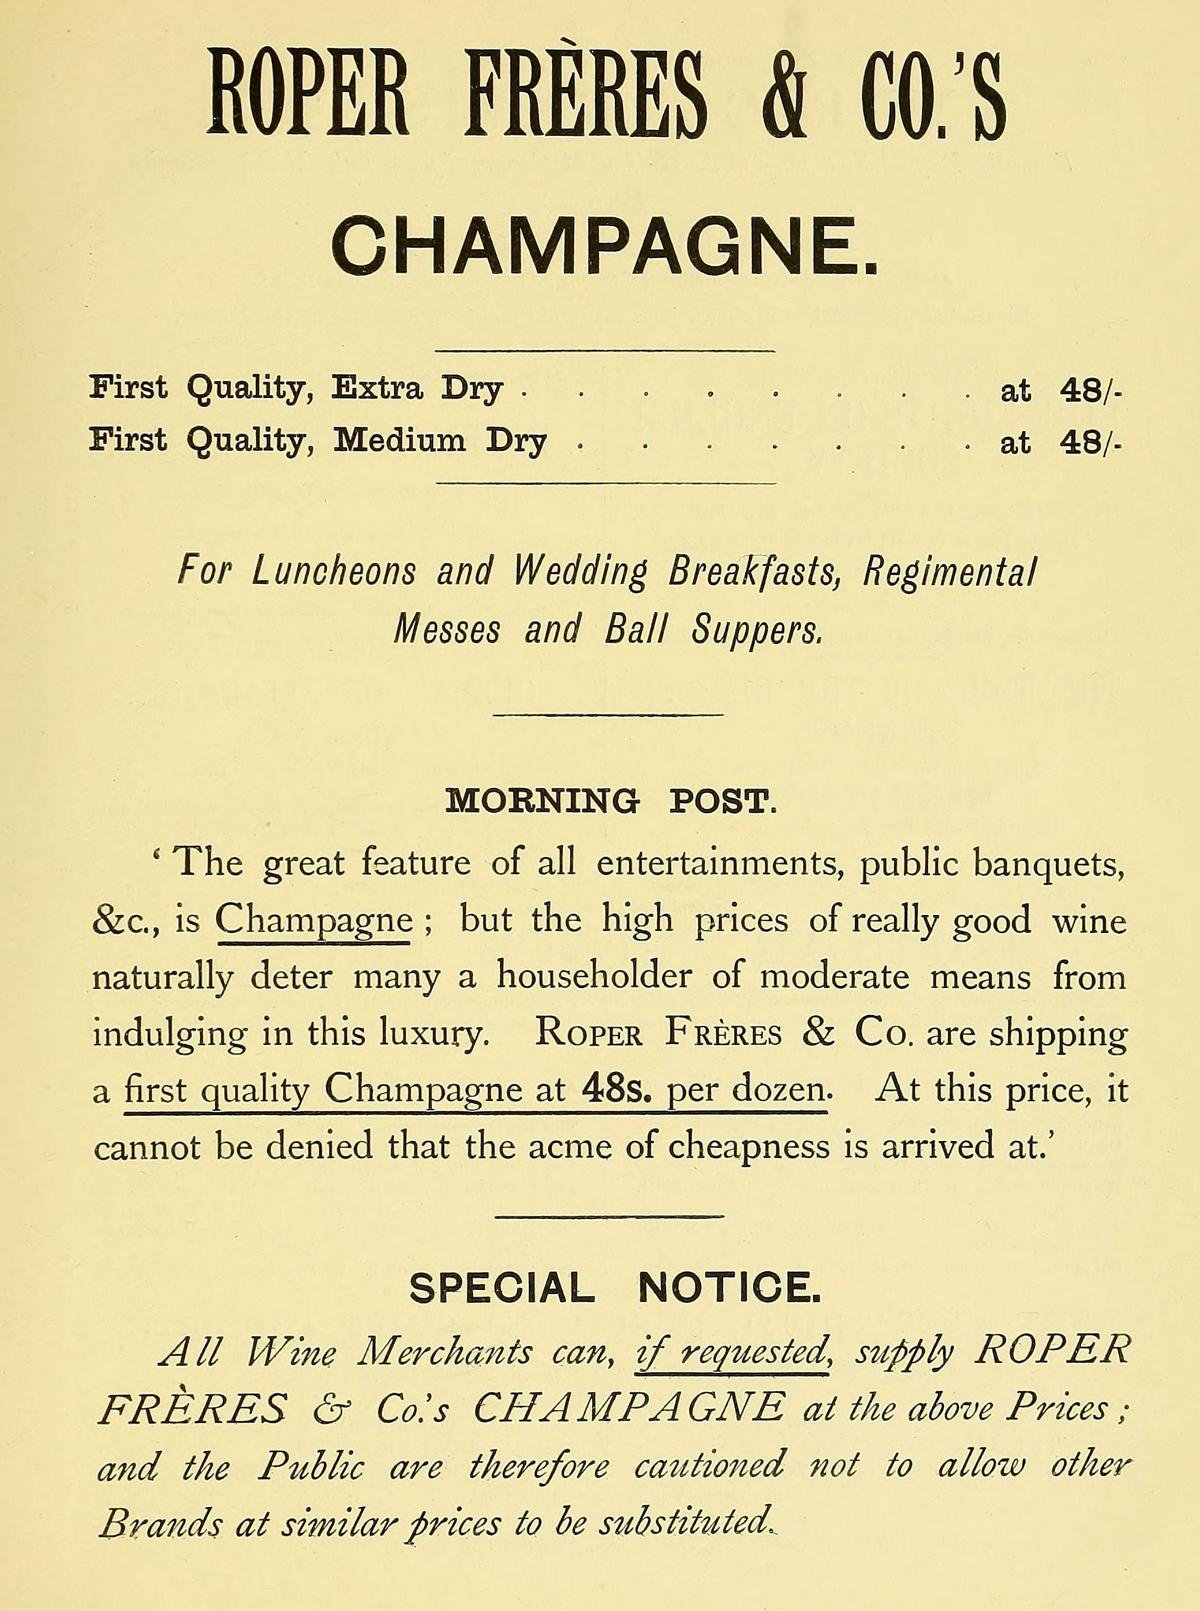 ROPER FRÈRES & CO.'S
CHAMPAGNE.
First Quality, Extra Dry . . . . . . . . at 48/-
First Quality, Medium Dry . . . . . . . at 48/-
For Luncheons and Wedding Breakfasts, Regimental
Messes and Ball Suppers.
MORNING POST.
‘The great feature of all entertainments, public banquets,
&c., is Champagne; but the high prices of really good wine
naturally deter many a householder of moderate means from
indulging in this luxury. ROPER FRÈRES & Co. are shipping
a first quality Champagne at 48s. per dozen. At this price, it
cannot be denied that the acme of cheapness is arrived at.’
SPECIAL NOTICE.
All Wine Merchants can, if requested, supply ROPER
FRÈRES & Co.'s CHAMPAGNE at the above Prices;
and the Public are therefore cautioned not to allow other
Brands at similar prices to be substituted.